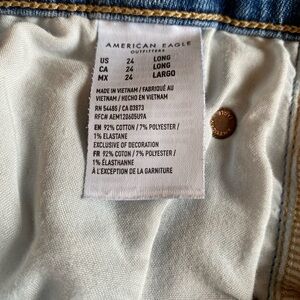 AMERICAN EAGLE
OUTFITTERS
US 24 LONG
CA 24 LONG
MX 24 LARGO
MADE IN VIETNAM / FABRIQUÉ AU
VIETNAM / HECHO EN VIETNAM
RN 54485 / CA 03973
RFC# AEM12060SU9A
EN 92% COTTON / 7% POLYESTER /
1% ELASTANE
EXCLUSIVE OF DECORATION
FR 92% COTON / 7% POLYESTER /
1% ÉLASTHANNE
À L'EXCEPTION DE LA GARNITURE